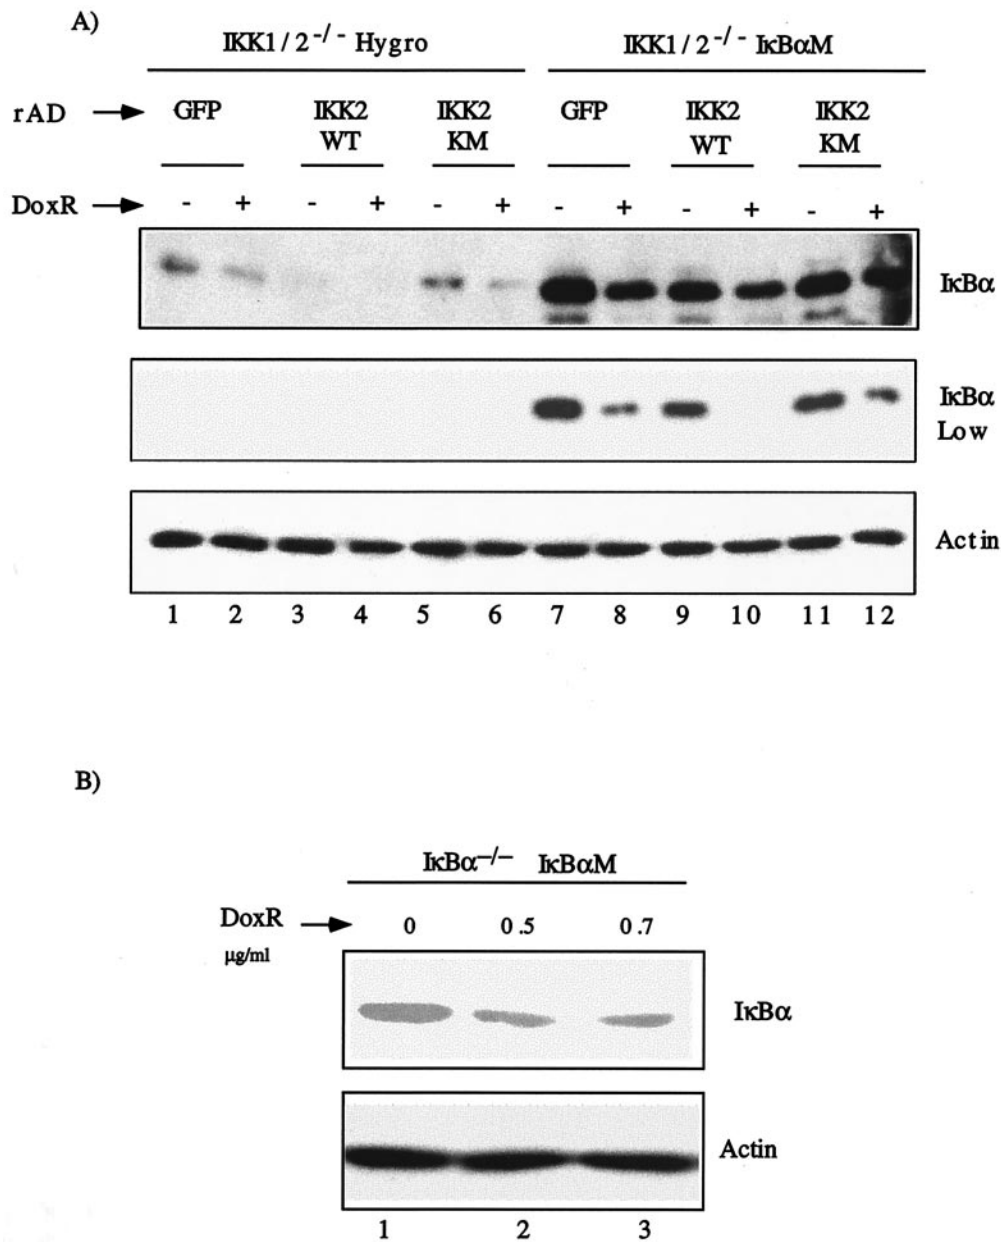 A)
IKK1/2-/- Hygro IKK1/2-/- IκBαM
rAD GFP IKK2 IKK2 GFP IKK2 IKK2
WT KM WT KM
DoxR - + - + - + - + - + - +
IκBα
IκBα
Low
Actin
1 2 3 4 5 6 7 8 9 10 11 12
B)
IκBα-/- IκBαM
DoxR 0 0.5 0.7
μg/ml
IκBα
Actin
1 2 3